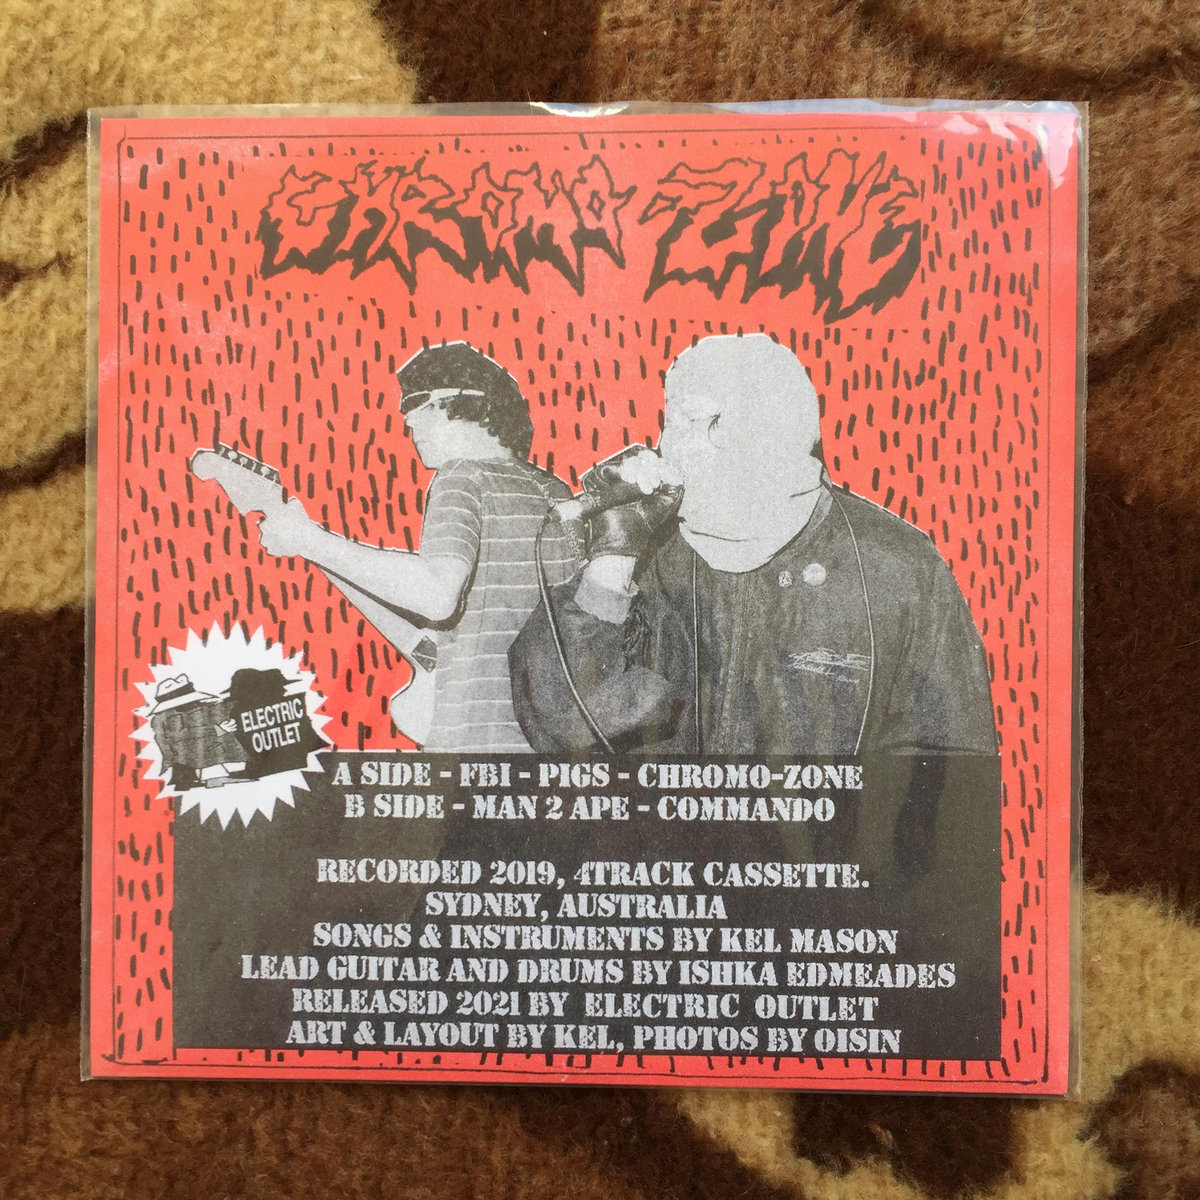 CHROMO ZONE
ELECTRIC
OUTLET
A SIDE - FBI - PIGS - CHROMO-ZONE
B SIDE - MAN 2 APE - COMMANDO
RECORDED 2019, 4TRACK CASSETTE.
SYDNEY, AUSTRALIA
SONGS & INSTRUMENTS BY KEL MASON
LEAD GUITAR AND DRUMS BY ISHKA EDMEADES
RELEASED 2021 BY ELECTRIC OUTLET
ART & LAYOUT BY KEL, PHOTOS BY OISIN